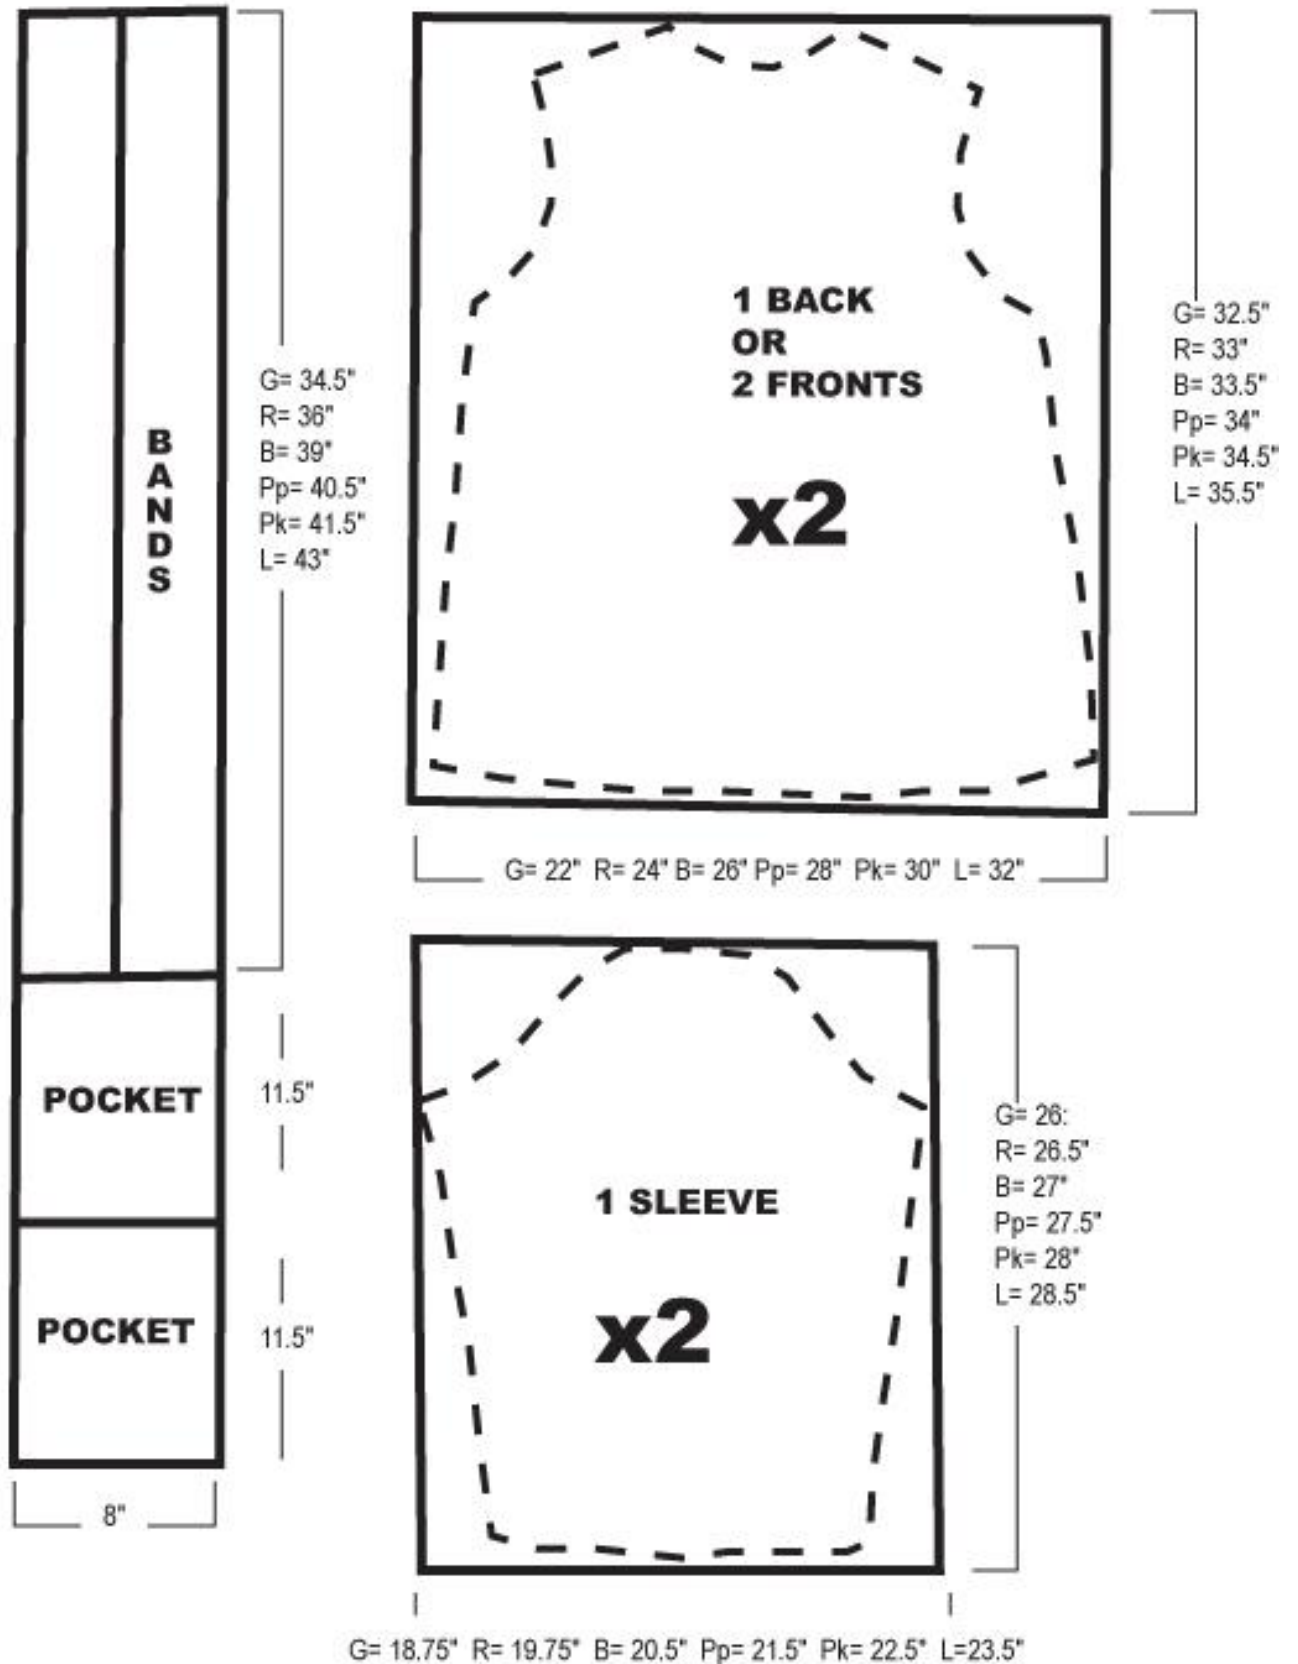 BANDS
G= 34.5"
R= 36"
B= 39"
Pp= 40.5"
Pk= 41.5"
L= 43"
1 BACK
OR
2 FRONTS
x2
G= 32.5"
R= 33"
B= 33.5"
Pp= 34"
Pk= 34.5"
L= 35.5"
G= 22" R= 24" B= 26" Pp= 28" Pk= 30" L= 32"
POCKET
11.5"
POCKET
11.5"
8"
1 SLEEVE
x2
G= 26:
R= 26.5"
B= 27"
Pp= 27.5"
Pk= 28"
L= 28.5"
G= 18.75" R= 19.75" B= 20.5" Pp= 21.5" Pk= 22.5" L=23.5"